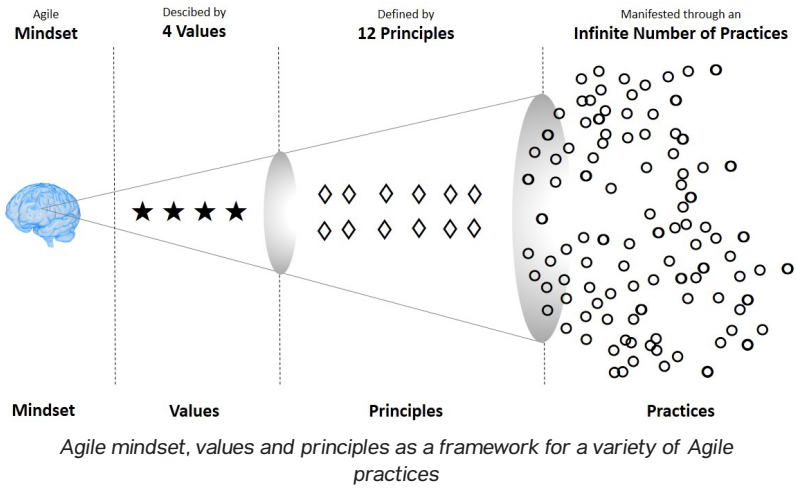 Agile
Mindset
Descibed by
4 Values
Defined by
12 Principles
Manifested through an
Infinite Number of Practices
Mindset
Values
Principles
Practices
Agile mindset, values and principles as a framework for a variety of Agile
practices